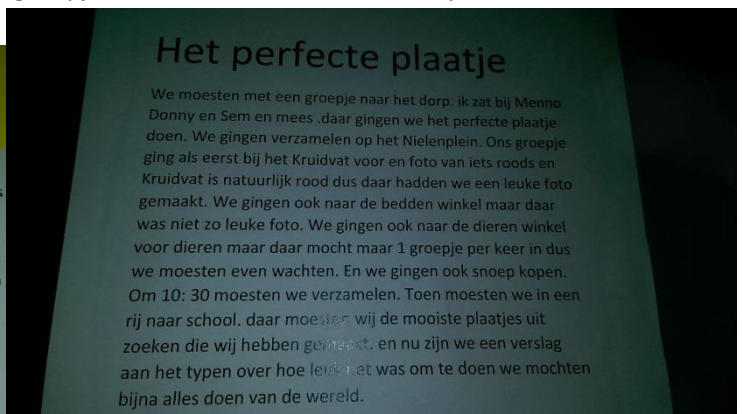 Het perfecte plaatje
We moesten met een groepje naar het dorp. ik zat bij Menno
Donny en Sem en mees .daar gingen we het perfecte plaatje
doen. We gingen verzamelen op het Nielenplein. Ons groepje
ging als eerst bij het Kruidvat voor en foto van iets roods en
Kruidvat is natuurlijk rood dus daar hadden we een leuke foto
gemaakt. We gingen ook naar de bedden winkel maar daar
was niet zo leuke foto. We gingen ook naar de dieren winkel
voor dieren maar daar mocht maar 1 groepje per keer in dus
we moesten even wachten. En we gingen ook snoep kopen.
Om 10: 30 moesten we verzamelen. Toen moesten we in een
rij naar school. daar moesten wij de mooiste plaatjes uit
zoeken die wij hebben gemaakt. en nu zijn we een verslag
aan het typen over hoe leuk het was om te doen we mochten
bijna alles doen van de wereld.